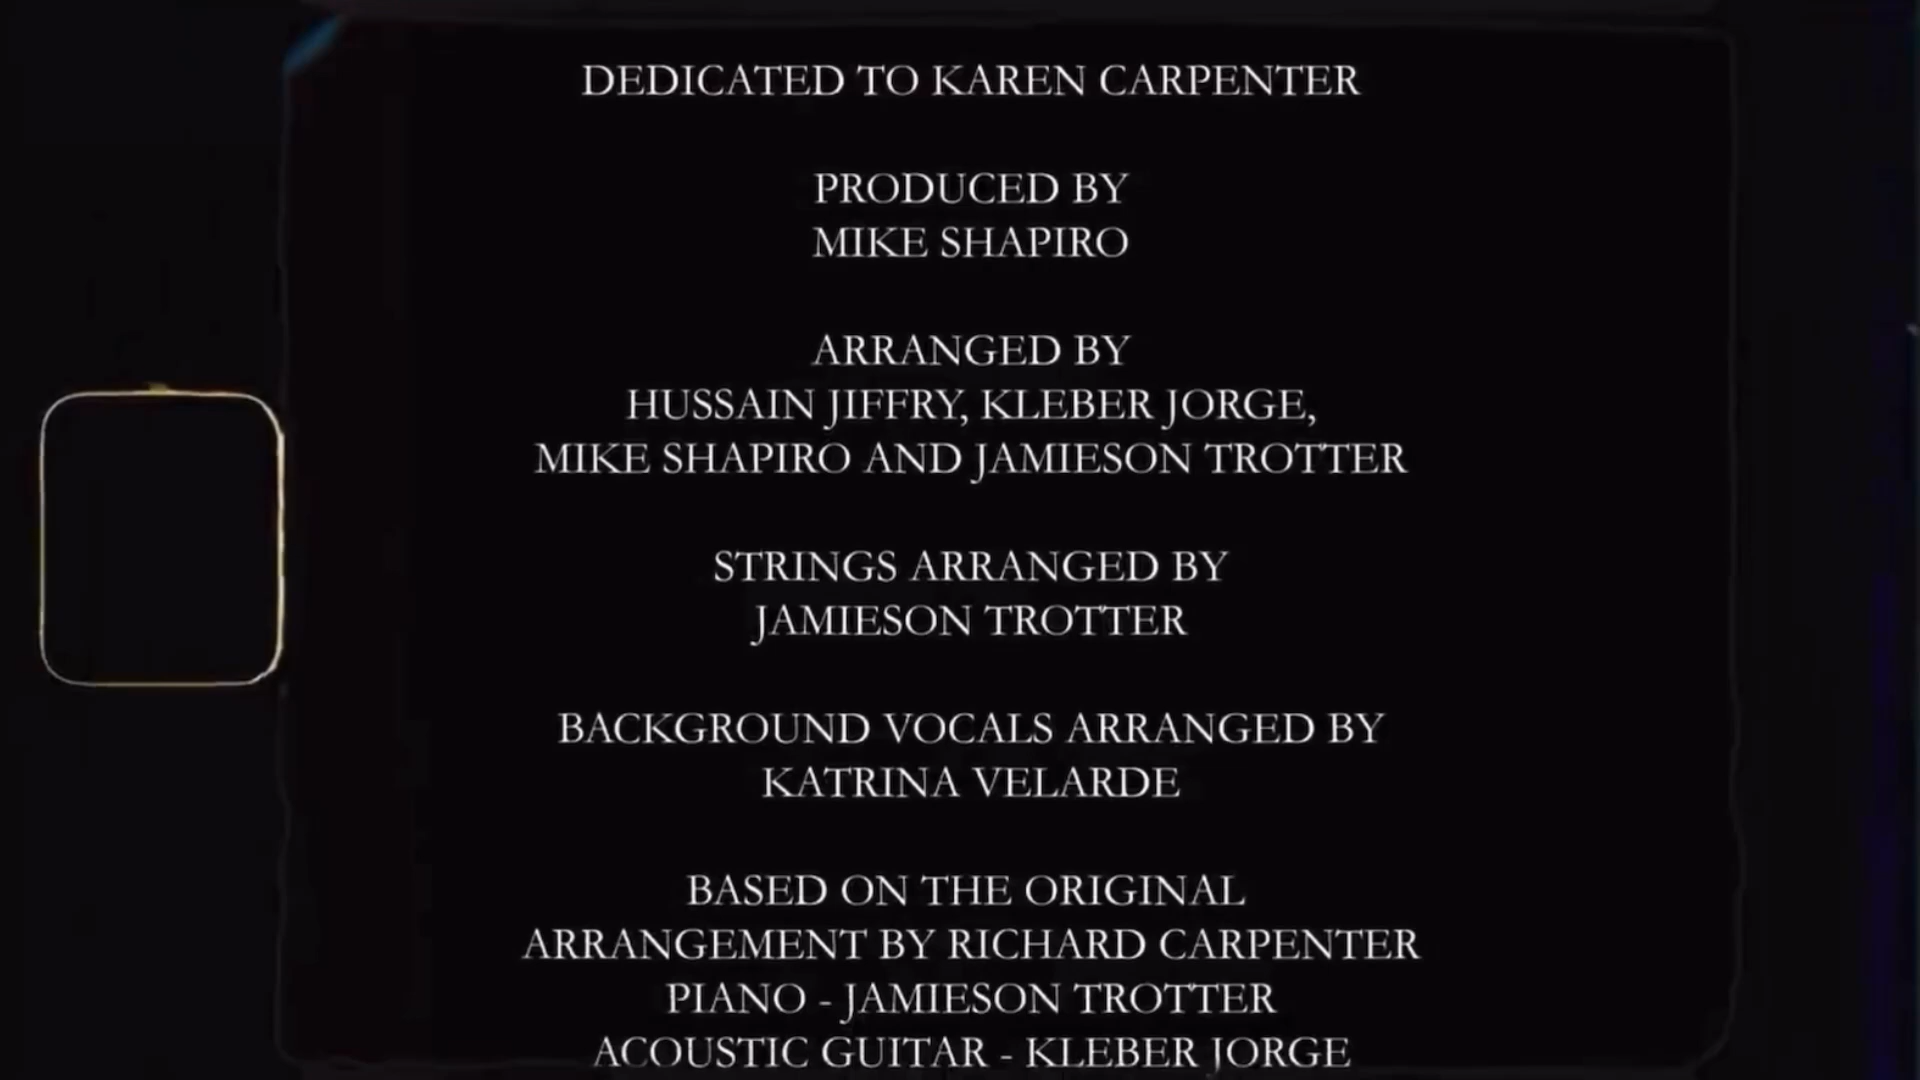 DEDICATED TO KAREN CARPENTER
PRODUCED BY
MIKE SHAPIRO
ARRANGED BY
HUSSAIN JIFFRY, KLEBER JORGE,
MIKE SHAPIRO AND JAMIESON TROTTER
STRINGS ARRANGED BY
JAMIESON TROTTER
BACKGROUND VOCALS ARRANGED BY
KATRINA VELARDE
BASED ON THE ORIGINAL
ARRANGEMENT BY RICHARD CARPENTER
PIANO - JAMIESON TROTTER
ACOUSTIC GUITAR - KLEBER JORGE